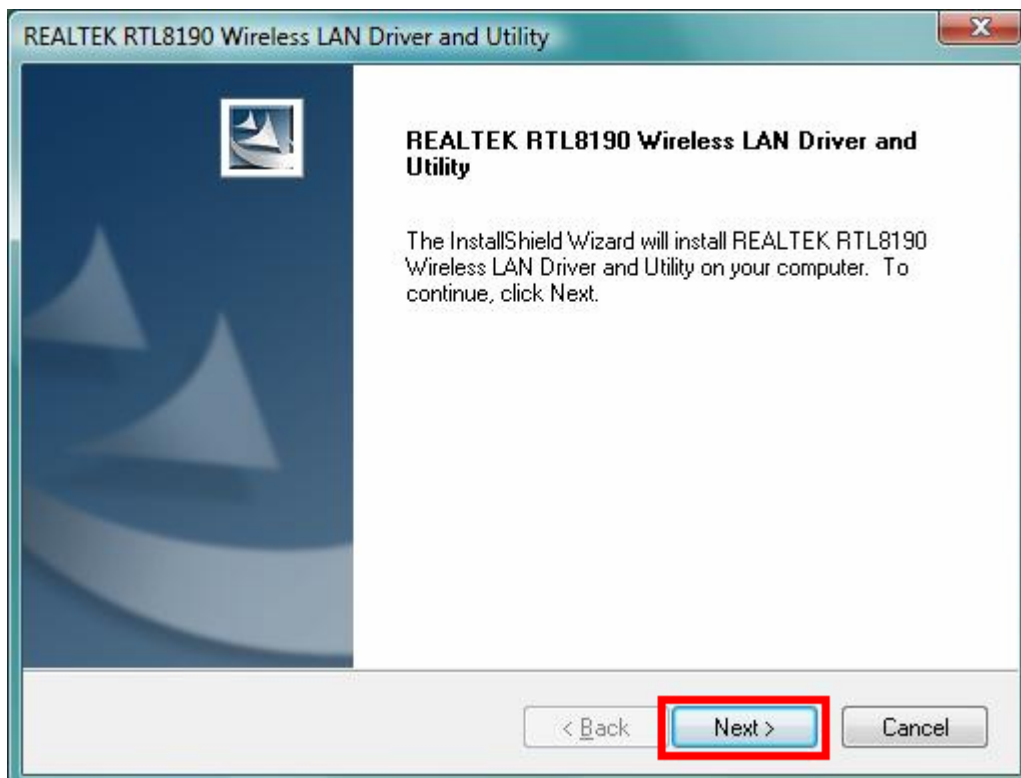 REALTEK RTL8190 Wireless LAN Driver and Utility
REALTEK RTL8190 Wireless LAN Driver and
Utility
The InstallShield Wizard will install REALTEK RTL8190
Wireless LAN Driver and Utility on your computer.  To
continue, click Next.
< Back
Next >
Cancel